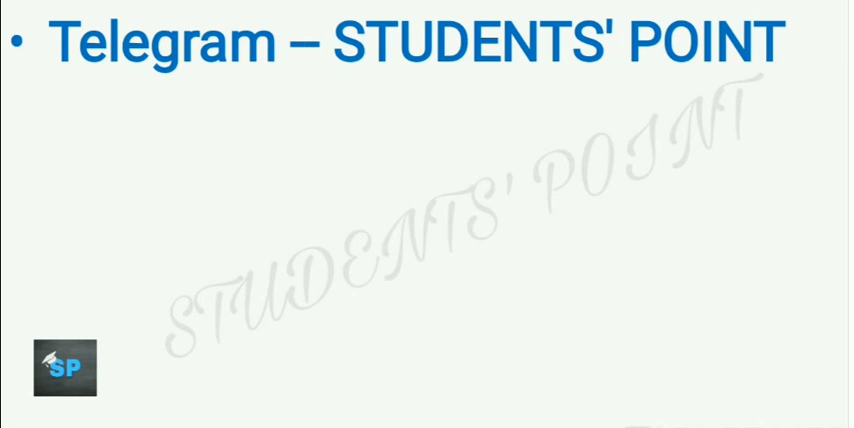 • Telegram – STUDENTS' POINT
STUDENTS' POINT
SP